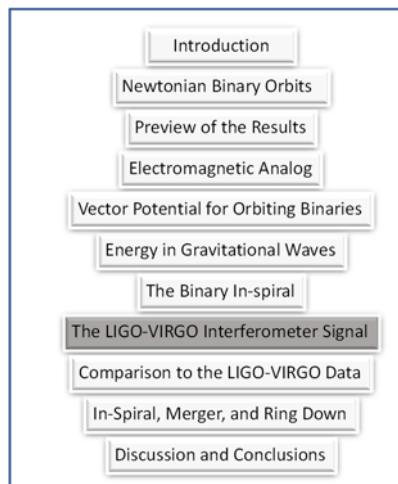 Introduction
Newtonian Binary Orbits
Preview of the Results
Electromagnetic Analog
Vector Potential for Orbiting Binaries
Energy in Gravitational Waves
The Binary In-spiral
The LIGO-VIRGO Interferometer Signal
Comparison to the LIGO-VIRGO Data
In-Spiral, Merger, and Ring Down
Discussion and Conclusions